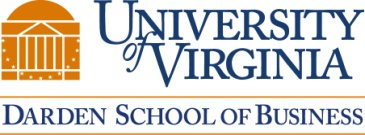 UNIVERSITY
of VIRGINIA
DARDEN SCHOOL OF BUSINESS